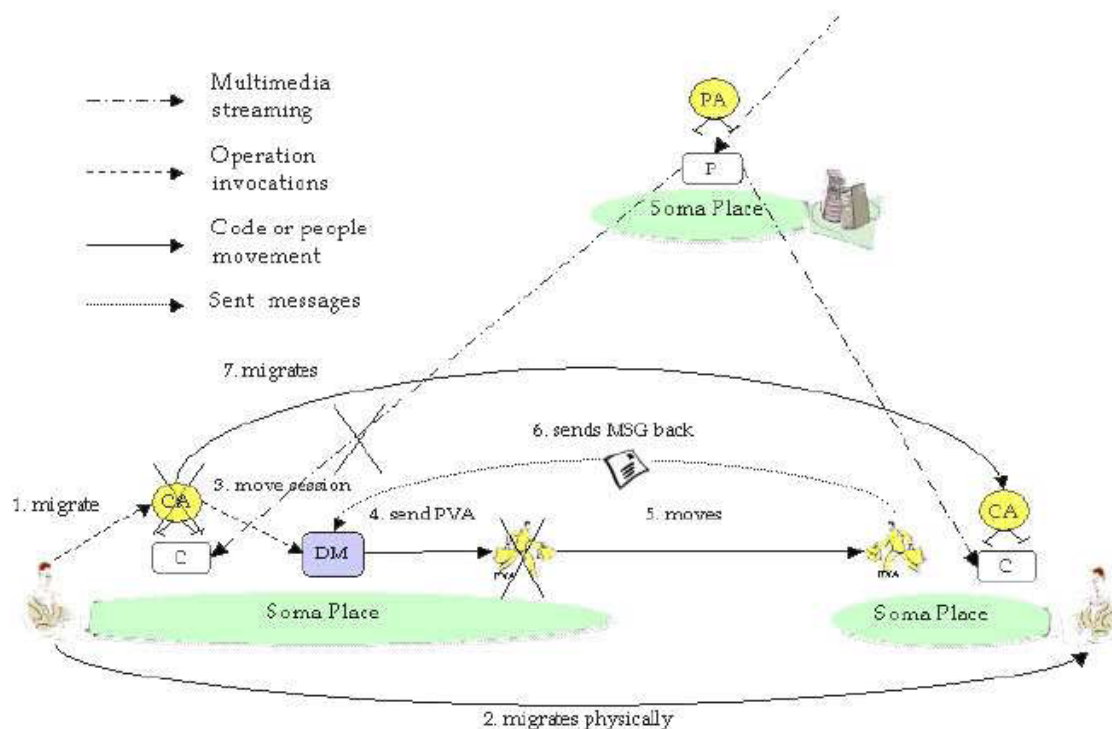 Multimedia
streaming
Operation
invocations
Code or people
movement
Sent messages
PA
P
Soma Place
7. migrates
6. sends MSG back
1. migrate
CA
3. move session
4. send PVA
5. moves
CA
C
DM
PVA
PVA
C
Soma Place
Soma Place
2. migrates physically